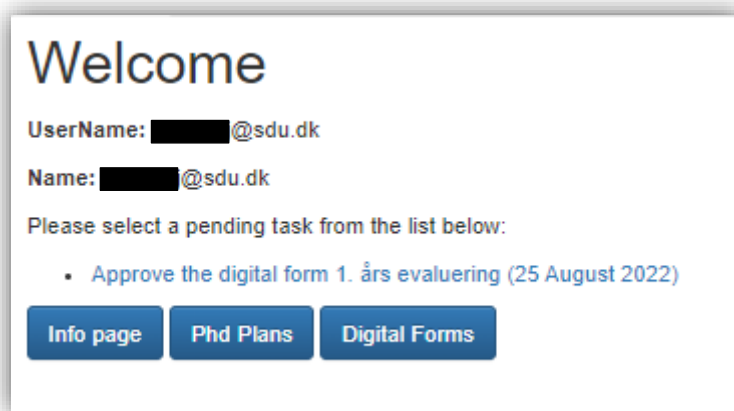 Welcome
UserName: @sdu.dk
Name: @sdu.dk
Please select a pending task from the list below:
• Approve the digital form 1. års evaluering (25 August 2022)
Info page Phd Plans Digital Forms